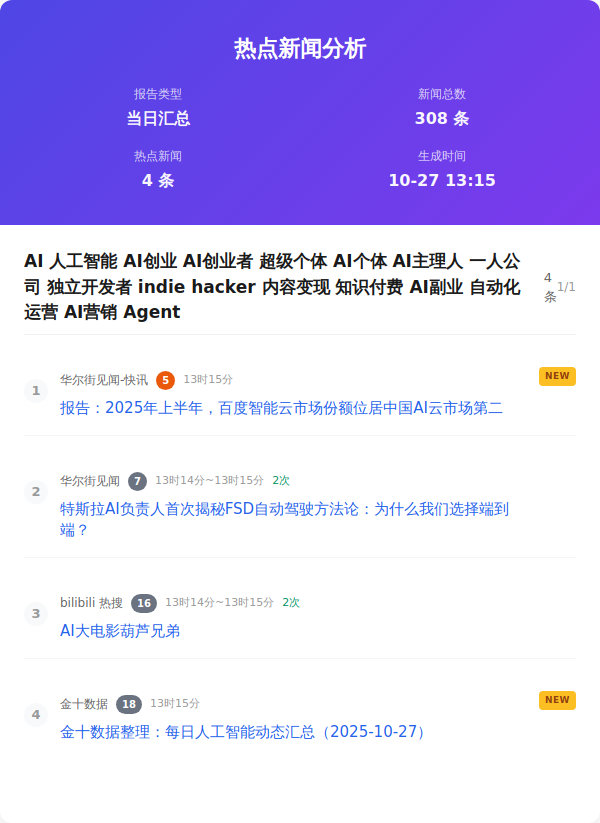 热点新闻分析
报告类型
新闻总数
当日汇总
308 条
热点新闻
生成时间
4 条
10-27 13:15
AI 人工智能 AI创业 AI创业者 超级个体 AI个体 AI主理人 一人公
司 独立开发者 indie hacker 内容变现 知识付费 AI副业 自动化
运营 AI营销 Agent
4
条
1/1
1
华尔街见闻-快讯 5 13时15分
NEW
报告：2025年上半年，百度智能云市场份额位居中国AI云市场第二
2
华尔街见闻 7 13时14分~13时15分 2次
特斯拉AI负责人首次揭秘FSD自动驾驶方法论：为什么我们选择端到
端？
3
bilibili 热搜 16 13时14分~13时15分 2次
AI大电影葫芦兄弟
4
金十数据 18 13时15分
NEW
金十数据整理：每日人工智能动态汇总（2025-10-27）